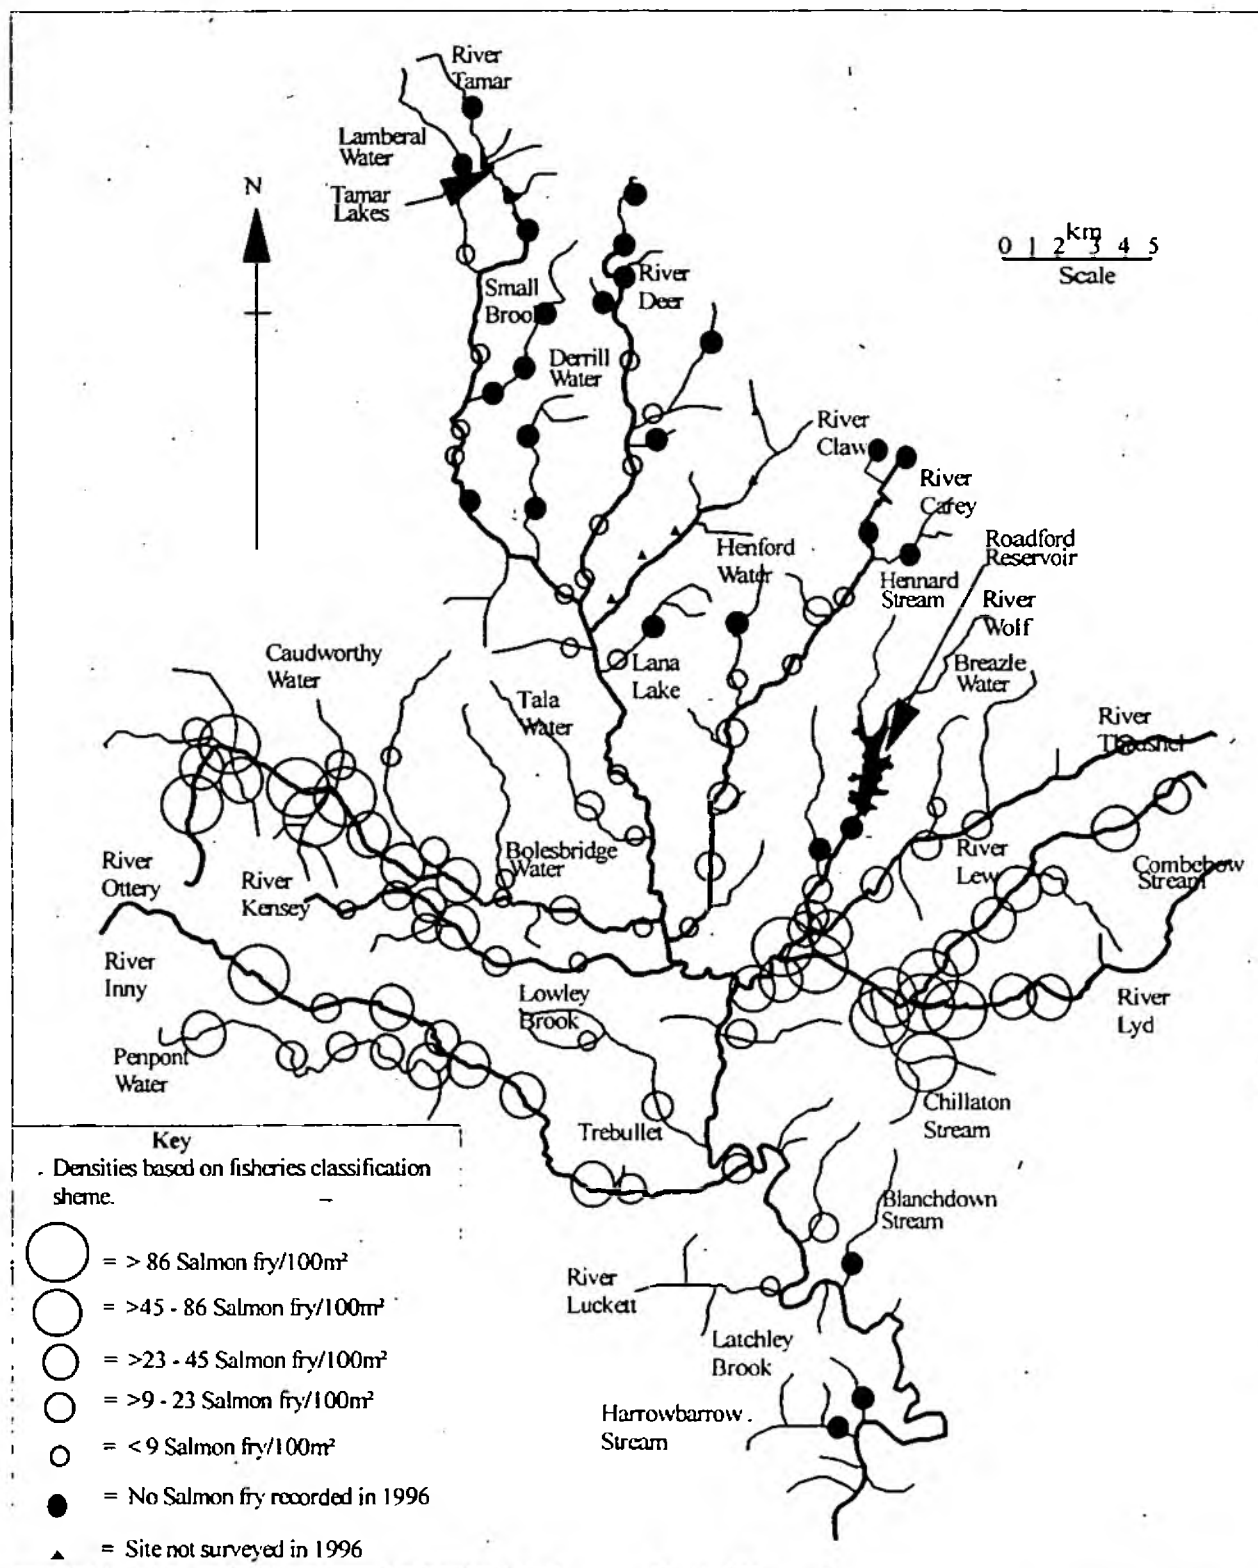 River
Tamar
Lamberal
Water
Tamar
Lakes
N
km
0 1 2 3 4 5
Scale
River
Deer
Small
Brook
Derrill
Water
River
Claw
River
Carey
Roadford
Reservoir
Henford
Water
Hennard
Stream
River
Wolf
Breazle
Water
Caudworthy
Water
Lana
Lake
Tala
Water
River
Thrushel
River
Ottery
River
Kensey
Bolesbridge
Water
River
Lew
Combebow
Stream
River
Inny
Lowley
Brook
River
Lyd
Penpont
Water
Chillaton
Stream
Trebullet
Blanchdown
Stream
River
Luckett
Latchley
Brook
Harrowbarrow
Stream
Key
Densities based on fisheries classification
sheme.
= > 86 Salmon fry/100m²
= >45 - 86 Salmon fry/100m²
= >23 - 45 Salmon fry/100m²
= >9 - 23 Salmon fry/100m²
= < 9 Salmon fry/100m²
= No Salmon fry recorded in 1996
= Site not surveyed in 1996